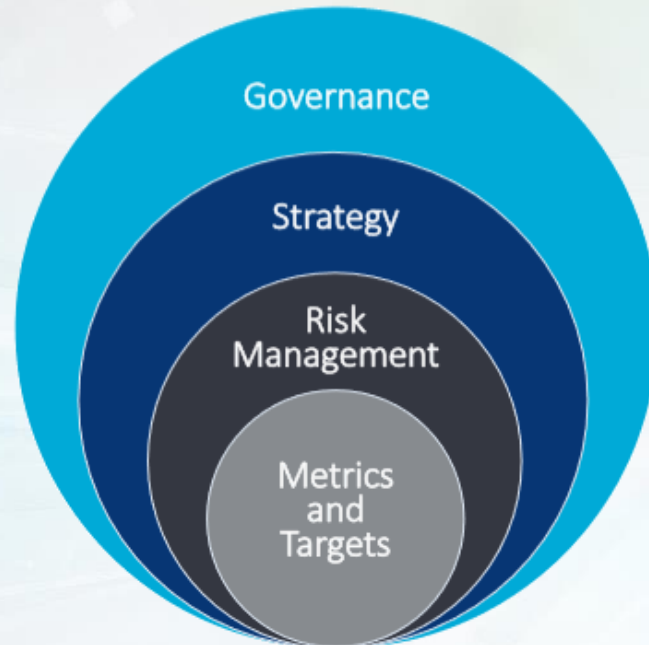 Governance
Strategy
Risk
Management
Metrics
and
Targets